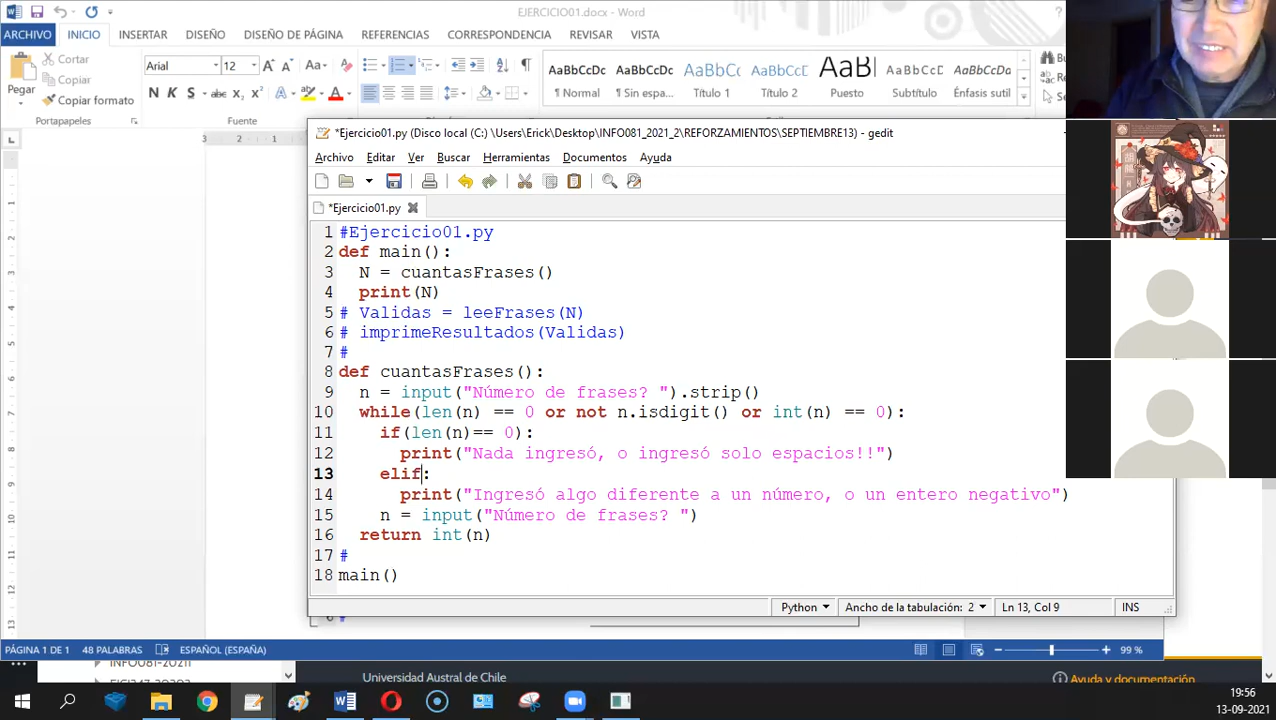 EJERCICIO01.docx - Word
ARCHIVO INICIO INSERTAR DISEÑO DISEÑO DE PÁGINA REFERENCIAS CORRESPONDENCIA REVISAR VISTA
Cortar
Copiar
Pegar
Copiar formato
Portapapeles
Arial 12
Fuente
AaBbCcDc AaBbCcDc AaBbCcDc AaBbCcDc AaB AaBbCcDc AaBbCcDc
¶ Normal ¶ Sin espa... Título 1 Título 2 Puesto Subtítulo Énfasis sutil
*Ejercicio01.py (Disco local (C:) \Users\Erick\Desktop\INFO081_2021_2\REFORZAMIENTOS\SEPTIEMBRE13) - gedit
Archivo Editar Ver Buscar Herramientas Documentos Ayuda
*Ejercicio01.py
1 #Ejercicio01.py
2 def main():
3 N = cuantasFrases()
4 print(N)
5 # Validas = leeFrases(N)
6 # imprimeResultados(Validas)
7 #
8 def cuantasFrases():
9 n = input("Número de frases? ").strip()
10 while(len(n) == 0 or not n.isdigit() or int(n) == 0):
11 if(len(n)== 0):
12 print("Nada ingresó, o ingresó solo espacios!!")
13 elif:
14 print("Ingresó algo diferente a un número, o un entero negativo")
15 n = input("Número de frases? ")
16 return int(n)
17 #
18 main()
Python Ancho de la tabulación: 2 Ln 13, Col 9 INS
PÁGINA 1 DE 1 48 PALABRAS ESPAÑOL (ESPAÑA) 99 %
INFO081-20211
Universidad Austral de Chile
Ayuda y documentación
19:56
13-09-2021